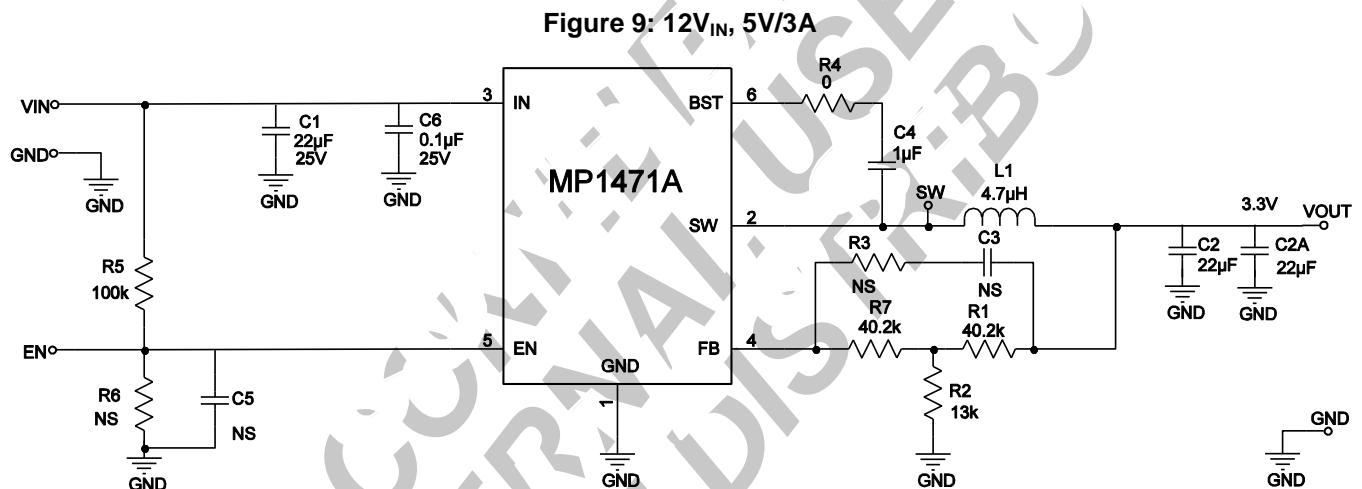 Figure 9: 12VIN, 5V/3A
VIN
GND
GND
C1
22µF
25V
GND
C6
0.1µF
25V
GND
3
IN
BST
6
R4
0
C4
1µF
MP1471A
SW
2
SW
L1
4.7µH
3.3V
VOUT
C2
22µF
GND
C2A
22µF
GND
R5
100k
R3
NS
C3
NS
R7
40.2k
R1
40.2k
EN
5
EN
FB
4
GND
1
GND
R6
NS
C5
NS
GND
R2
13k
GND
GND
GND